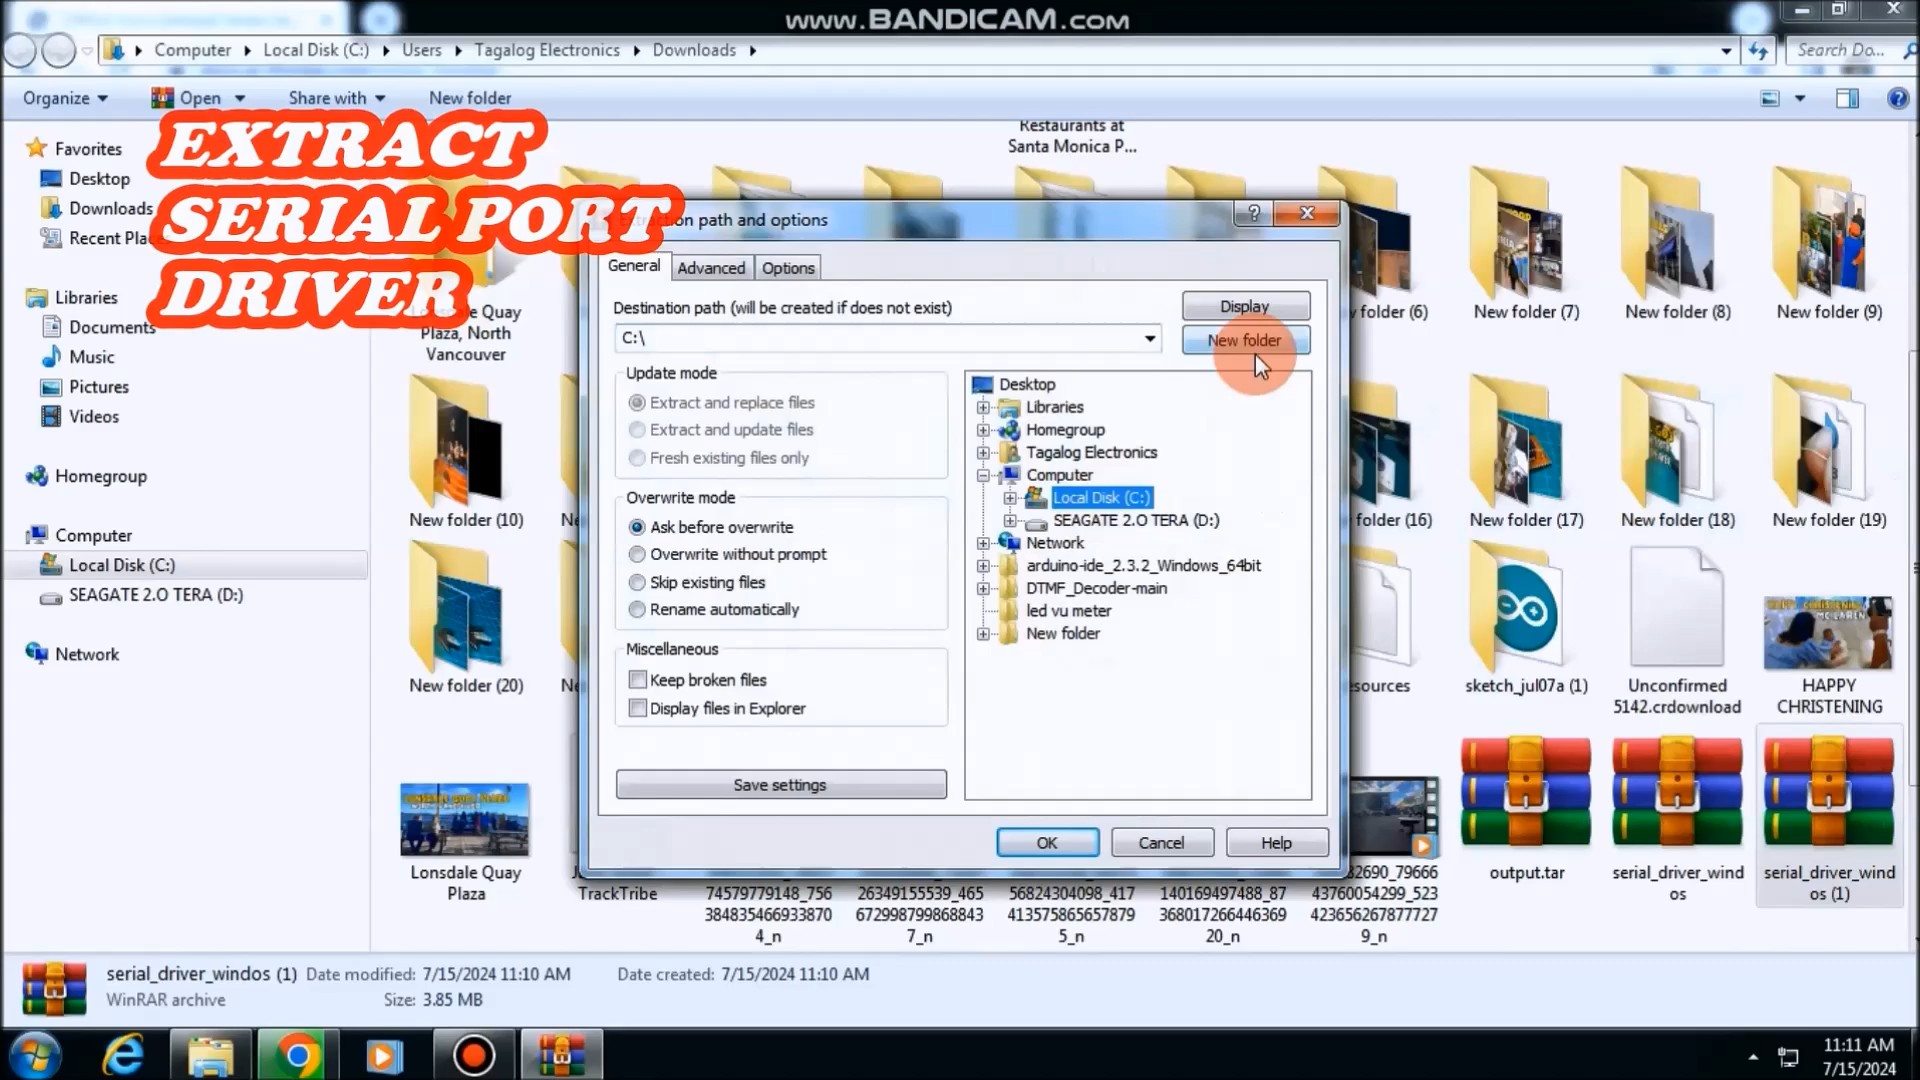 www.BANDICAM.com
Computer
Local Disk (C:)
Users
Tagalog Electronics
Downloads
Search Do...
Organize
Open
Share with
New folder
EXTRACT
SERIAL PORT
DRIVER
Favorites
Desktop
Downloads
Libraries
Documents
Music
Pictures
Videos
Homegroup
Computer
Local Disk (C:)
SEAGATE 2.O TERA (D:)
Network
Restaurants at
Santa Monica P...
Quay
Plaza, North
Vancouver
New folder (7)
New folder (8)
New folder (9)
New folder (10)
New folder (17)
New folder (18)
New folder (19)
New folder (20)
sketch_jul07a (1)
Unconfirmed
5142.crdownload
HAPPY
CHRISTENING
path and options
General
Advanced
Options
Destination path (will be created if does not exist)
Display
C:\
New folder
Update mode
Extract and replace files
Extract and update files
Fresh existing files only
Overwrite mode
Ask before overwrite
Overwrite without prompt
Skip existing files
Rename automatically
Miscellaneous
Keep broken files
Display files in Explorer
Save settings
Desktop
Libraries
Homegroup
Tagalog Electronics
Computer
Local Disk (C:)
SEAGATE 2.O TERA (D:)
Network
arduino-ide_2.3.2_Windows_64bit
DTMF_Decoder-main
led vu meter
New folder
OK
Cancel
Help
Lonsdale Quay
Plaza
TrackTribe
74579779148_756
384835466933870
4_n
26349155539_465
672998799868843
7_n
56824304098_417
413575865657879
5_n
140169497488_87
368017266446369
20_n
82690_79666
43760054299_523
423656267877727
9_n
output.tar
serial_driver_wind
os
serial_driver_wind
os (1)
serial_driver_windos (1)
Date modified: 7/15/2024 11:10 AM
Date created: 7/15/2024 11:10 AM
WinRAR archive
Size: 3.85 MB
11:11 AM
7/15/2024